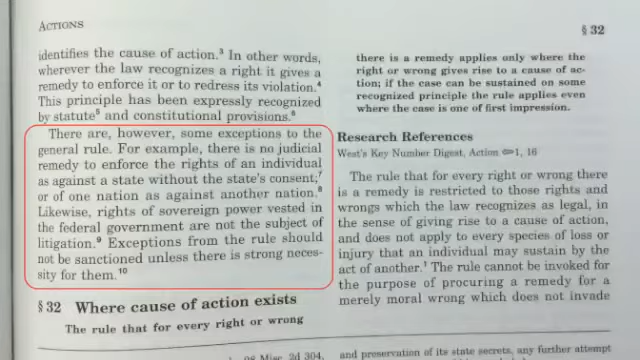 ACTIONS
§ 32
identifies the cause of action.³ In other words,
wherever the law recognizes a right it gives a
remedy to enforce it or to redress its violation.⁴
This principle has been expressly recognized
by statute⁵ and constitutional provisions.⁶
There are, however, some exceptions to the
general rule. For example, there is no judicial
remedy to enforce the rights of an individual
as against a state without the state's consent;⁷
or of one nation as against another nation.⁸
Likewise, rights of sovereign power vested in
the federal government are not the subject of
litigation.⁹ Exceptions from the rule should
not be sanctioned unless there is strong neces-
sity for them.¹⁰
§ 32 Where cause of action exists
The rule that for every right or wrong
there is a remedy applies only where the
right or wrong gives rise to a cause of ac-
tion; if the case can be sustained on some
recognized principle the rule applies even
where the case is one of first impression.
Research References
West's Key Number Digest, Action ⚷1, 16
The rule that for every right or wrong there
is a remedy is restricted to those rights and
wrongs which the law recognizes as legal, in
the sense of giving rise to a cause of action,
and does not apply to every species of loss or
injury that an individual may sustain by the
act of another.¹ The rule cannot be invoked for
the purpose of procuring a remedy for a
merely moral wrong which does not invade
Misc. 2d 304,
and preservation of its state secrets, any further attempt